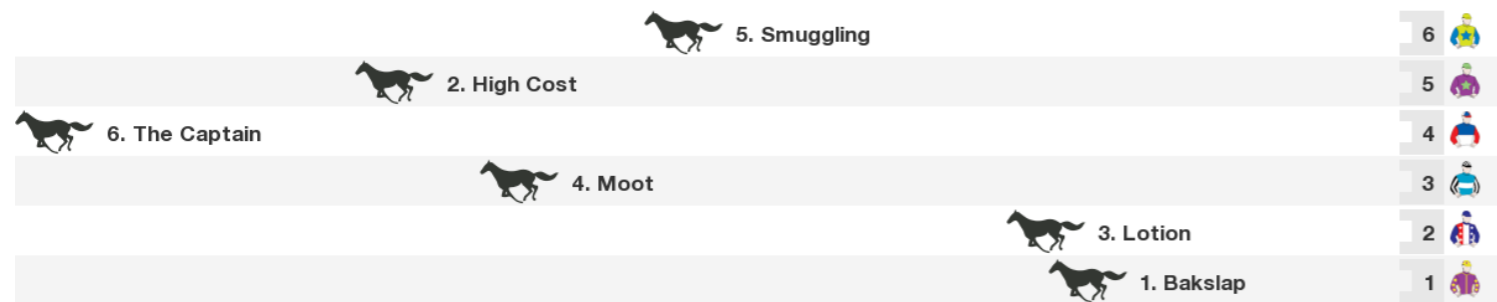 5. Smuggling 6
2. High Cost 5
6. The Captain 4
4. Moot 3
3. Lotion 2
1. Bakslap 1